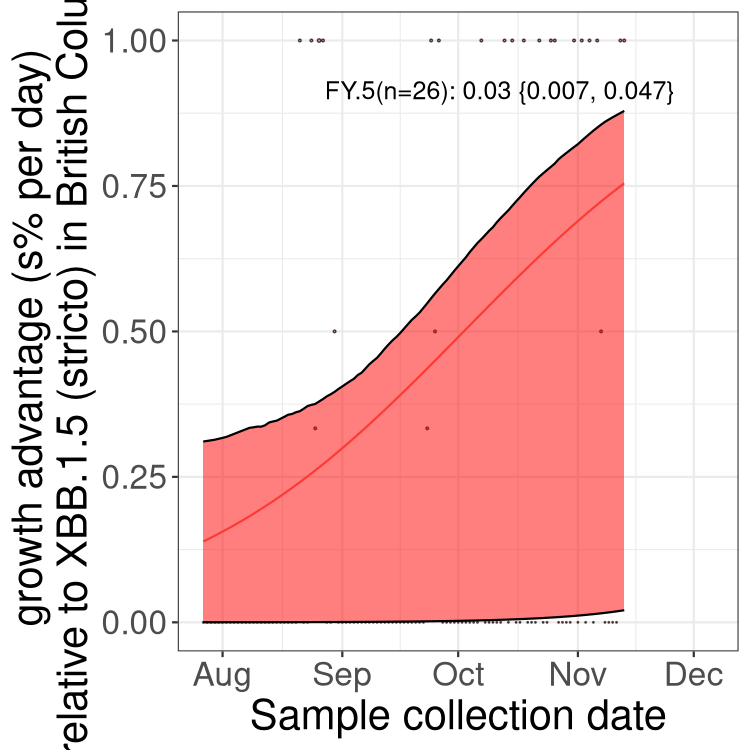 growth advantage (s% per day)
relative to XBB.1.5 (stricto) in British Colu
1.00
0.75
0.50
0.25
0.00
FY.5(n=26): 0.03 {0.007, 0.047}
Aug Sep Oct Nov Dec
Sample collection date